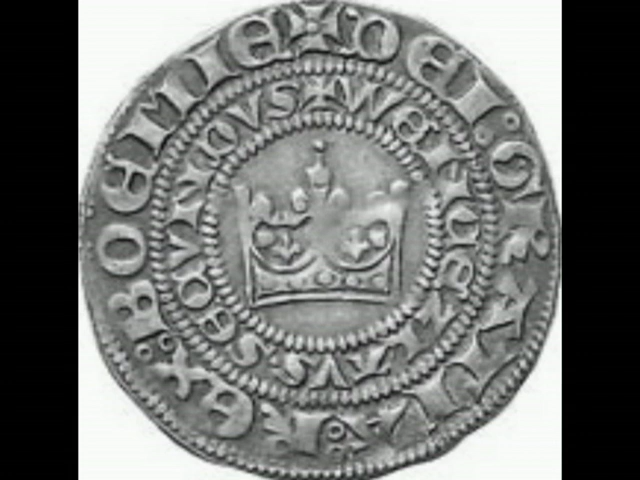 ✠ DEI : GRATIA : REX : BOEMIE
✠ WENCEZLAVS . SECVNDVS